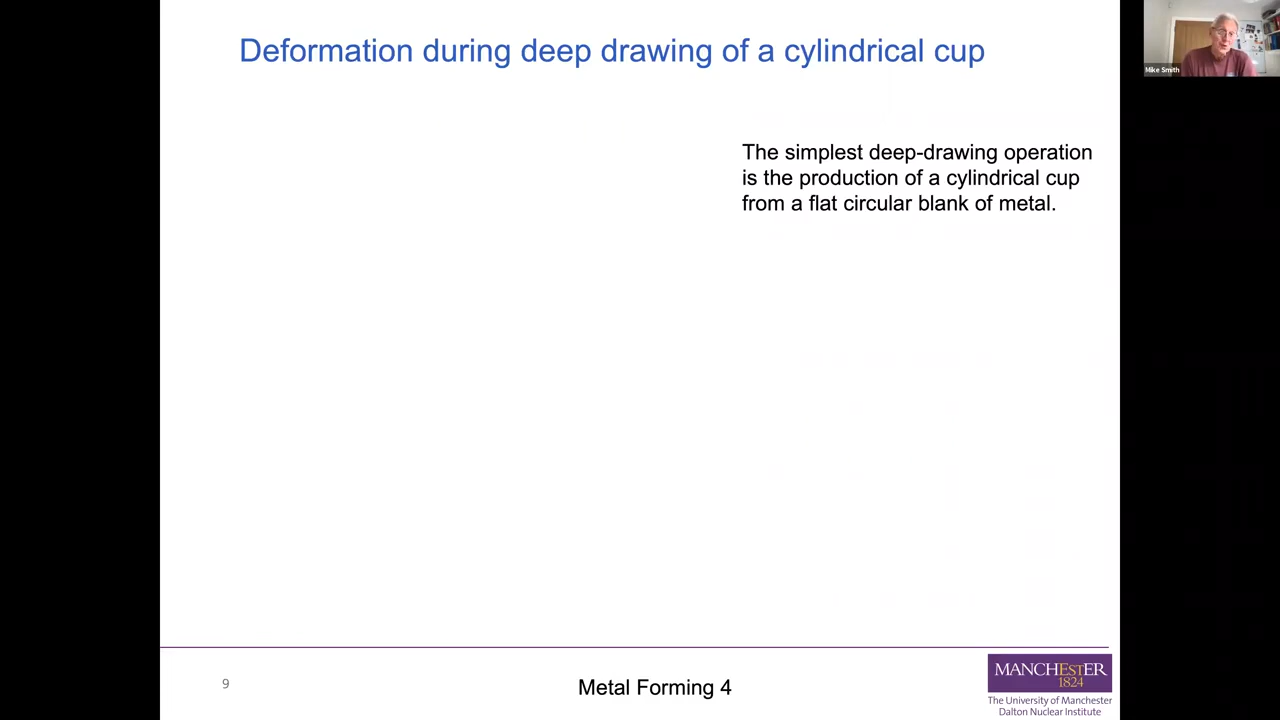 Deformation during deep drawing of a cylindrical cup
Mike Smith
The simplest deep-drawing operation
is the production of a cylindrical cup
from a flat circular blank of metal.
9
Metal Forming 4
MANCHESTER
1824
The University of Manchester
Dalton Nuclear Institute